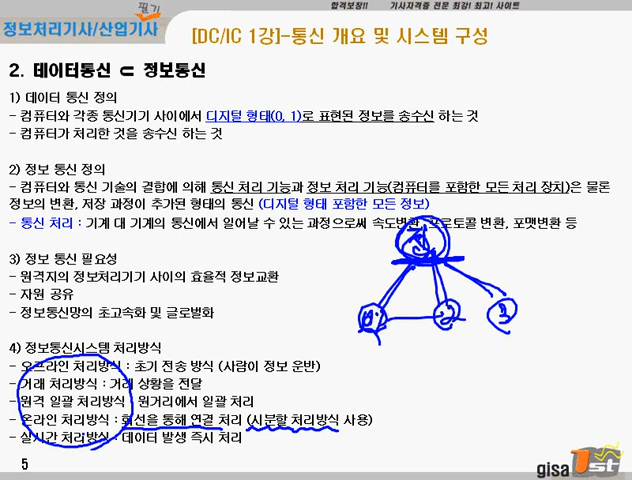 합격보장!! 기사자격증 전문 최강! 최고! 사이트
필기
정보처리기사/산업기사
[DC/IC 1강]-통신 개요 및 시스템 구성
2. 데이터통신 ⊂ 정보통신
1) 데이터 통신 정의
- 컴퓨터와 각종 통신기기 사이에서 디지털 형태(0, 1)로 표현된 정보를 송수신 하는 것
- 컴퓨터가 처리한 것을 송수신 하는 것
2) 정보 통신 정의
- 컴퓨터와 통신 기술의 결합에 의해 통신 처리 기능과 정보 처리 기능(컴퓨터를 포함한 모든 처리 장치)은 물론
정보의 변환, 저장 과정이 추가된 형태의 통신 (디지털 형태 포함한 모든 정보)
- 통신 처리 : 기계 대 기계의 통신에서 일어날 수 있는 과정으로써 속도변환, 프로토콜 변환, 포맷변환 등
3) 정보 통신 필요성
- 원격지의 정보처리기기 사이의 효율적 정보교환
- 자원 공유
- 정보통신망의 초고속화 및 글로벌화
4) 정보통신시스템 처리방식
- 오프라인 처리방식 : 초기 전송 방식 (사람이 정보 운반)
- 거래 처리방식 : 거래 상황을 전달
- 원격 일괄 처리방식 원거리에서 일괄 처리
- 온라인 처리방식 : 회선을 통해 연결 처리 (시분할 처리방식 사용)
- 실시간 처리방식 : 데이터 발생 즉시 처리
5
gisa 1st